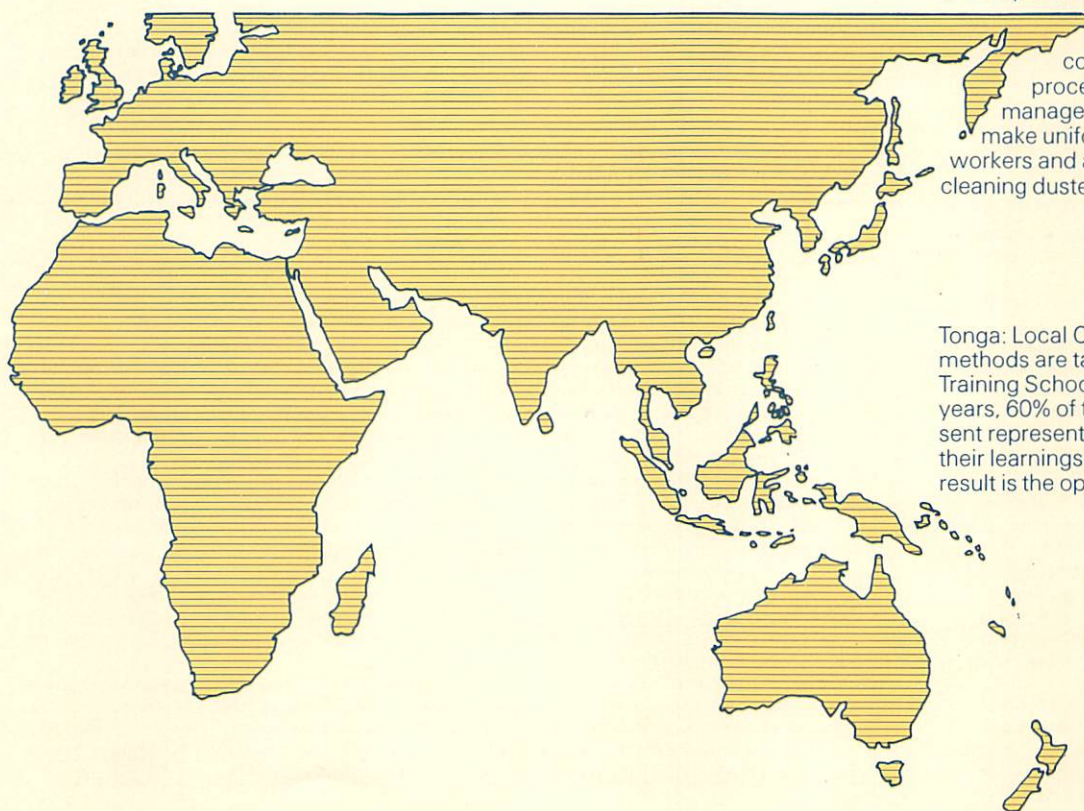 co
proce
manage
make unifo
workers and a
cleaning duste
Tonga: Local C
methods are ta
Training Schoo
years, 60% of t
sent represent
their learnings
result is the op